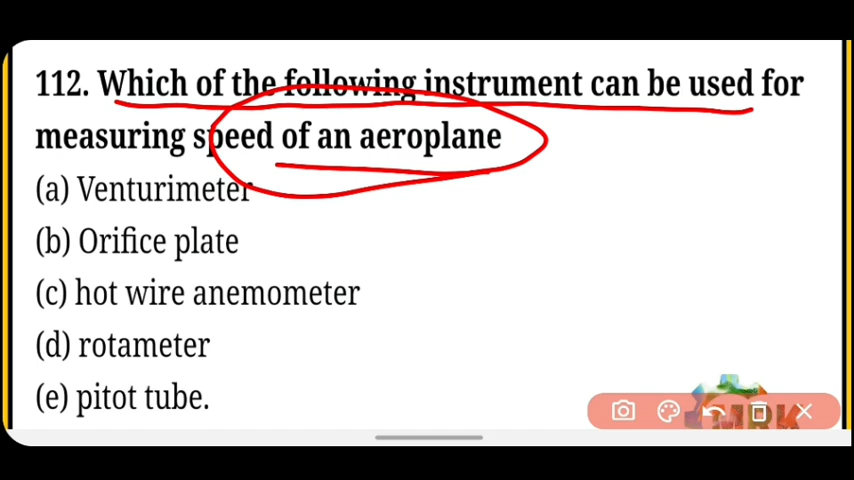 112. Which of the following instrument can be used for
measuring speed of an aeroplane
(a) Venturimeter
(b) Orifice plate
(c) hot wire anemometer
(d) rotameter
(e) pitot tube.
MRK